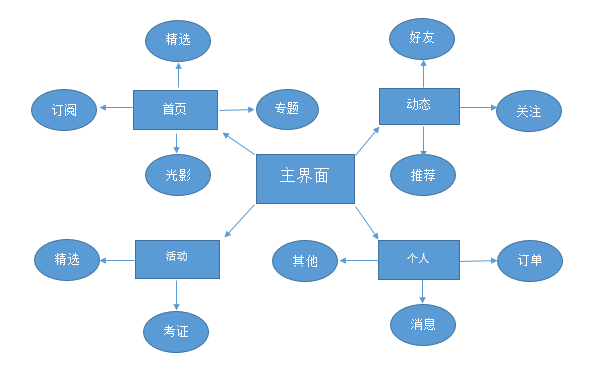 精选
好友
订阅
首页
专题
动态
关注
光影
主界面
推荐
精选
活动
其他
个人
订单
考证
消息